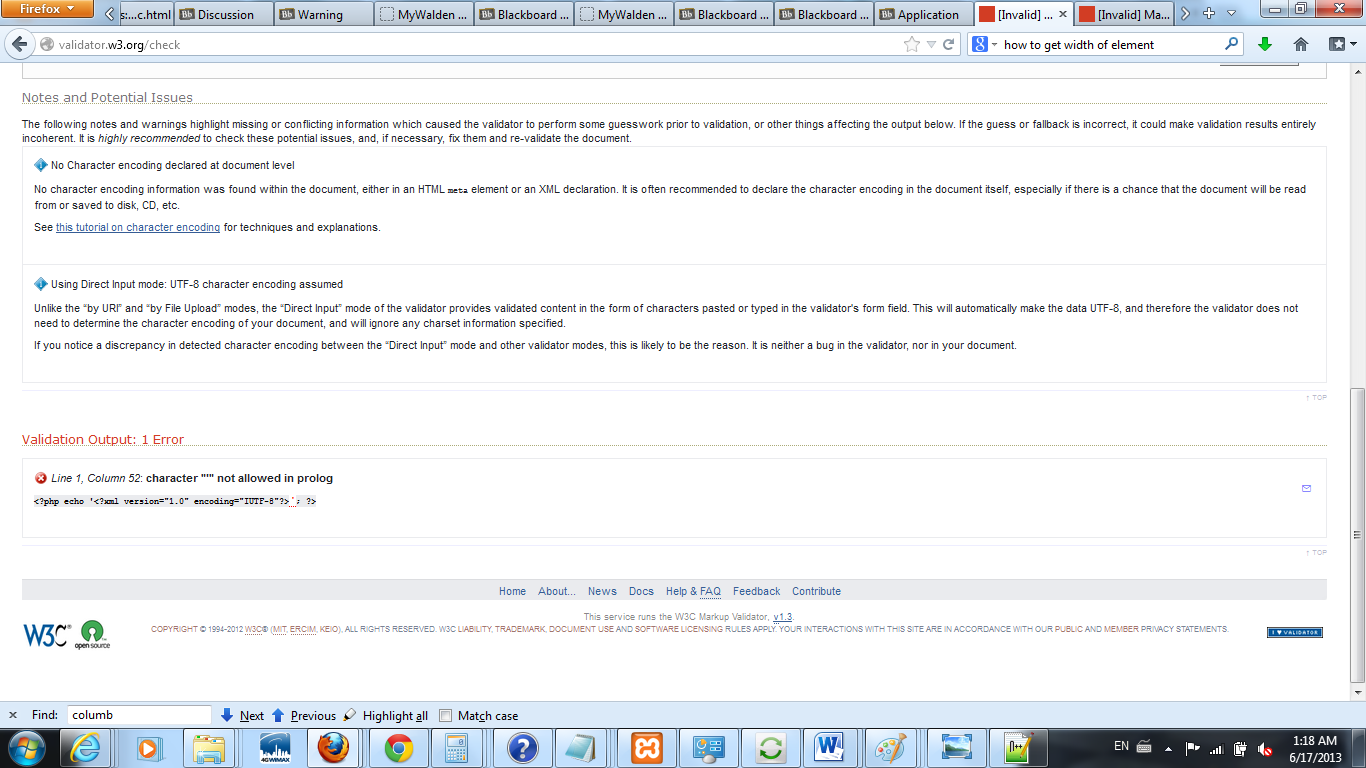 Firefox
s:...c.html
Discussion
Warning
MyWalden ...
Blackboard ...
MyWalden ...
Blackboard ...
Blackboard ...
Application
[Invalid] ...
[Invalid] Ma...
validator.w3.org/check
how to get width of element
Notes and Potential Issues
The following notes and warnings highlight missing or conflicting information which caused the validator to perform some guesswork prior to validation, or other things affecting the output below. If the guess or fallback is incorrect, it could make validation results entirely
incoherent. It is highly recommended to check these potential issues, and, if necessary, fix them and re-validate the document.
No Character encoding declared at document level
No character encoding information was found within the document, either in an HTML meta element or an XML declaration. It is often recommended to declare the character encoding in the document itself, especially if there is a chance that the document will be read
from or saved to disk, CD, etc.
See this tutorial on character encoding for techniques and explanations.
Using Direct Input mode: UTF-8 character encoding assumed
Unlike the “by URI” and “by File Upload” modes, the “Direct Input” mode of the validator provides validated content in the form of characters pasted or typed in the validator's form field. This will automatically make the data UTF-8, and therefore the validator does not
need to determine the character encoding of your document, and will ignore any charset information specified.
If you notice a discrepancy in detected character encoding between the “Direct Input” mode and other validator modes, this is likely to be the reason. It is neither a bug in the validator, nor in your document.
↑ TOP
Validation Output: 1 Error
Line 1, Column 52: character "'" not allowed in prolog
<?php echo '<?xml version="1.0" encoding="IUTF-8"?>'; ?>
↑ TOP
Home About... News Docs Help & FAQ Feedback Contribute
This service runs the W3C Markup Validator, v1.3.
COPYRIGHT © 1994-2012 W3C® (MIT, ERCIM, KEIO), ALL RIGHTS RESERVED. W3C LIABILITY, TRADEMARK, DOCUMENT USE AND SOFTWARE LICENSING RULES APPLY. YOUR INTERACTIONS WITH THIS SITE ARE IN ACCORDANCE WITH OUR PUBLIC AND MEMBER PRIVACY STATEMENTS.
W3C®
open source
I ♥ VALIDATOR
Find:
columb
Next
Previous
Highlight all
Match case
4GWIMAX
EN
1:18 AM
6/17/2013